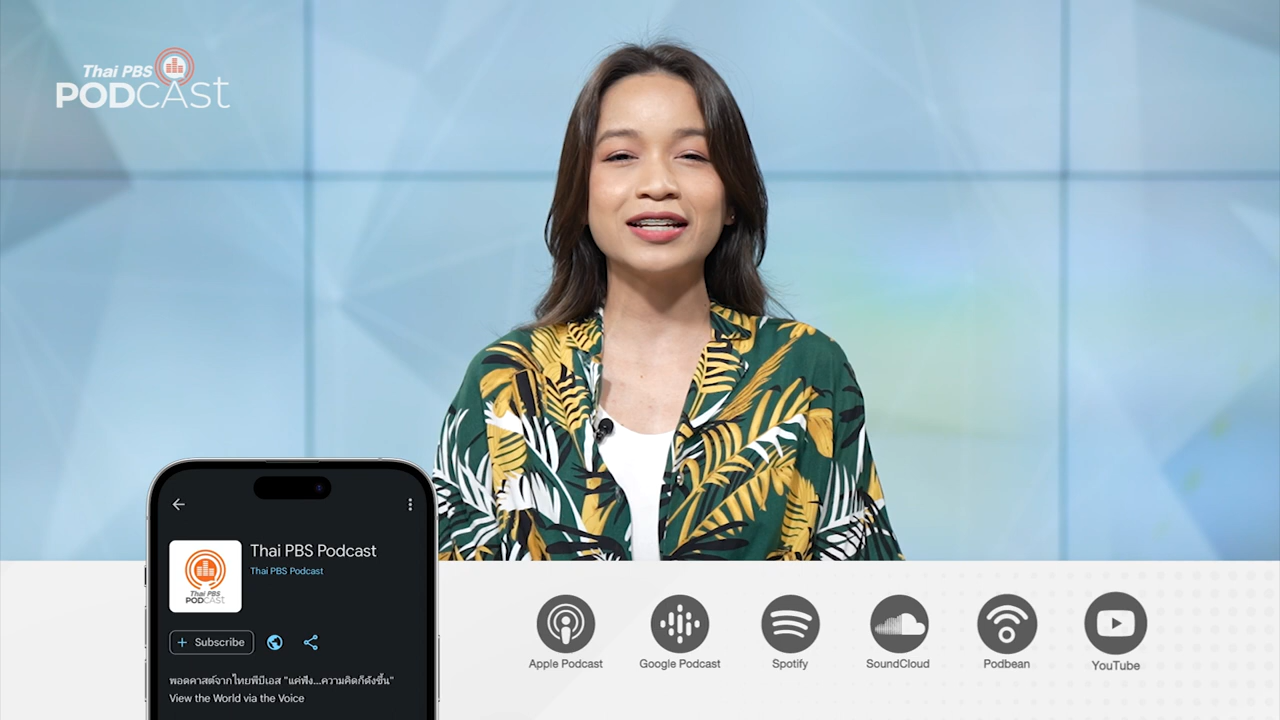 Thai PBS
PODCAST
Thai PBS Podcast
Thai PBS Podcast
Thai PBS
PODCAST
+ Subscribe
พอดคาสต์จากไทยพีบีเอส "แค่ฟัง...ความคิดก็ดังขึ้น"
View the World via the Voice
Apple Podcast
Google Podcast
Spotify
SoundCloud
Podbean
YouTube